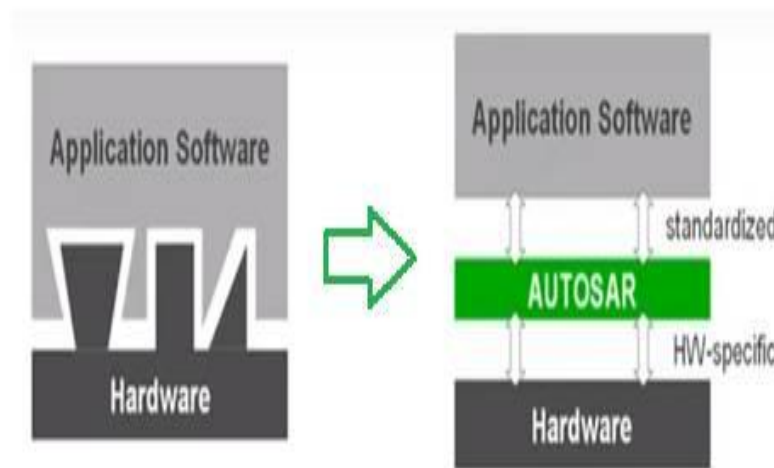 Application Software
Hardware
Application Software
standardized
AUTOSAR
HW-specific
Hardware